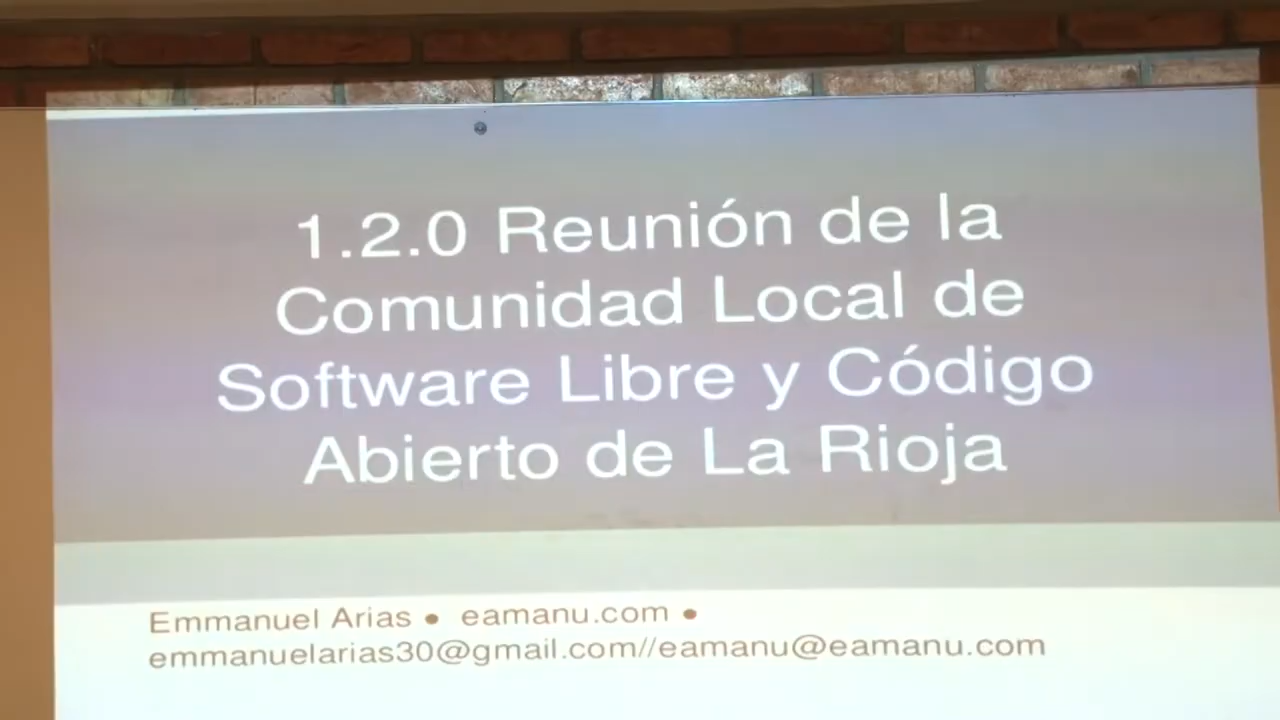 1.2.0 Reunión de la
Comunidad Local de
Software Libre y Código
Abierto de La Rioja
Emmanuel Arias • eamanu.com •
emmanuelarias30@gmail.com//eamanu@eamanu.com